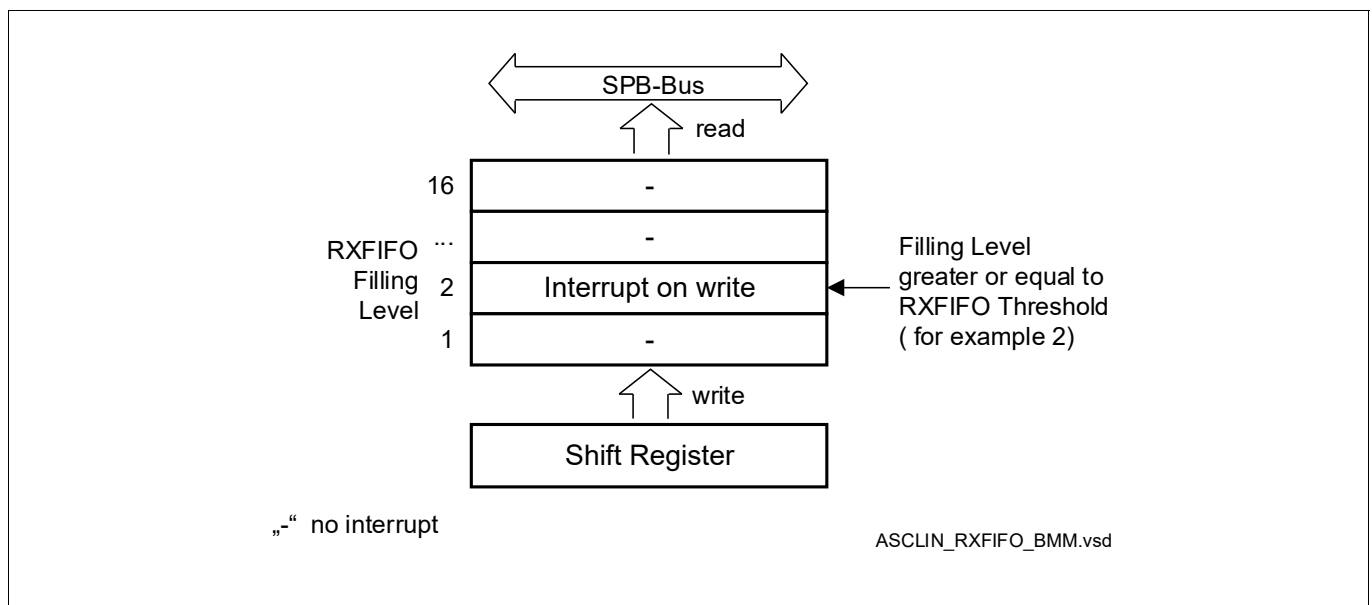 SPB-Bus
read
16
-
...
-
RXFIFO
Filling
Level
2
Interrupt on write
1
-
Filling Level
greater or equal to
RXFIFO Threshold
( for example 2)
write
Shift Register
„-“ no interrupt
ASCLIN_RXFIFO_BMM.vsd